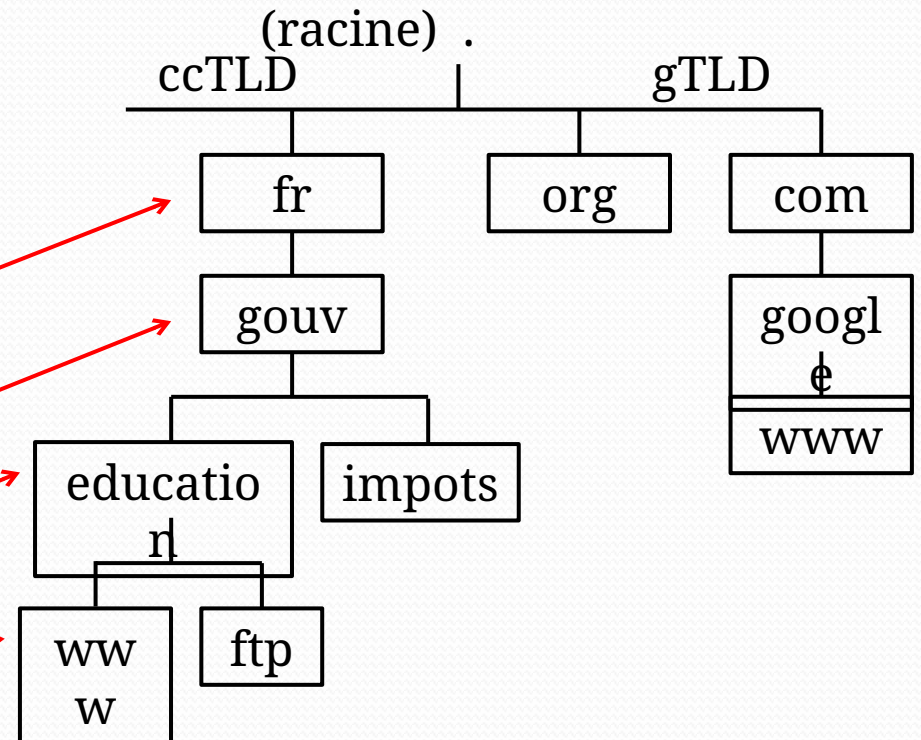 (racine) .
ccTLD gTLD
fr org com
gouv googl
e
www
educatio impots
n
ww ftp
w